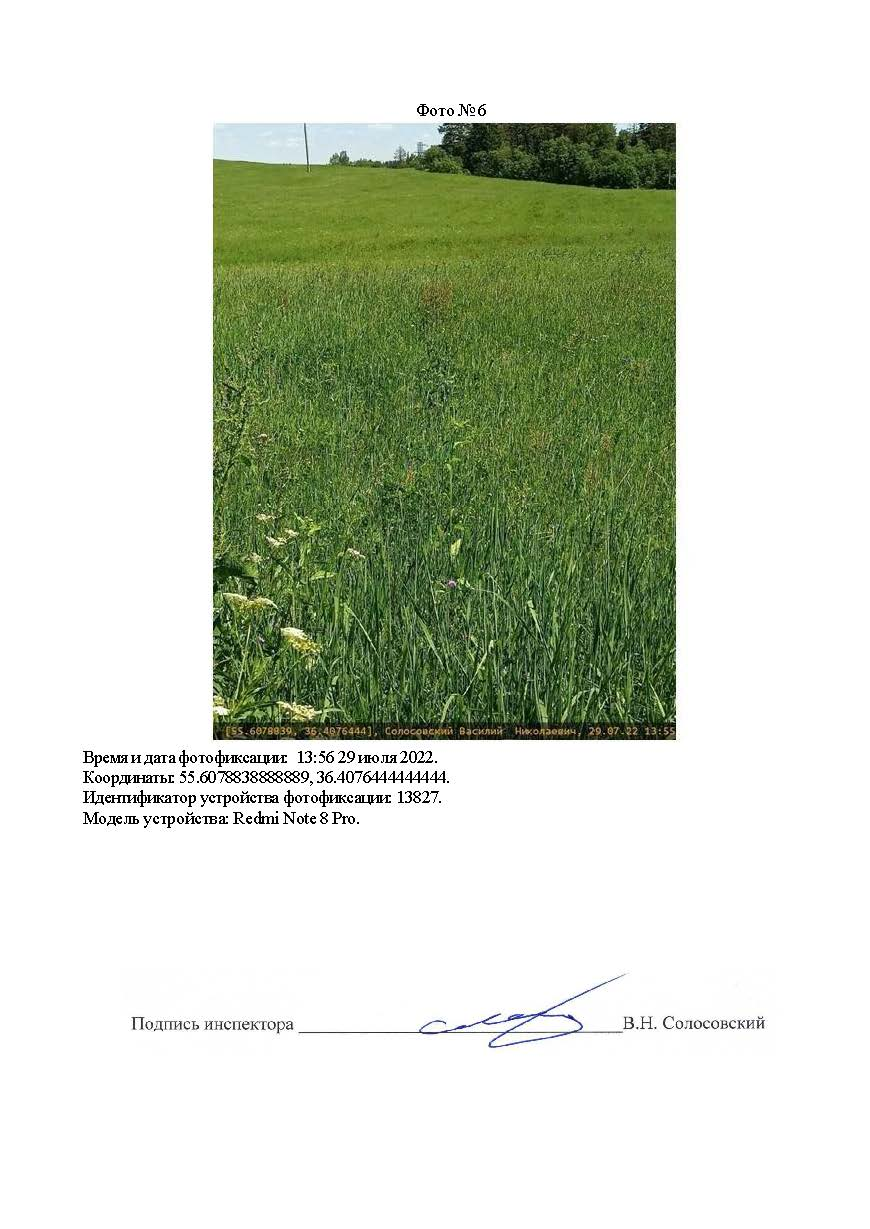 Фото №6
[55.6078839, 36.4076444], Солосовский Василий Николаевич, 29.07.22 13:55
Время и дата фотофиксации: 13:56 29 июля 2022.
Координаты: 55.6078838888889, 36.4076444444444.
Идентификатор устройства фотофиксации: 13827.
Модель устройства: Redmi Note 8 Pro.
Подпись инспектора В.Н. Солосовский